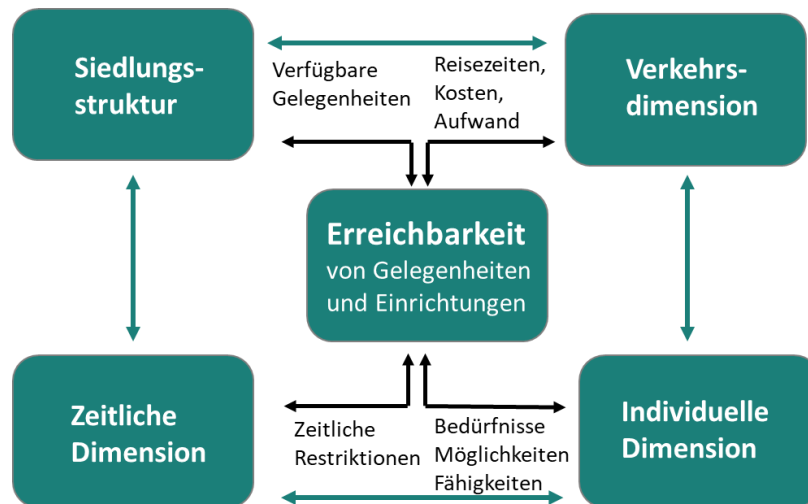 Siedlungs-
struktur
Verfügbare
Gelegenheiten
Reisezeiten,
Kosten,
Aufwand
Verkehrs-
dimension
Erreichbarkeit
von Gelegenheiten
und Einrichtungen
Zeitliche
Dimension
Zeitliche
Restriktionen
Bedürfnisse
Möglichkeiten
Fähigkeiten
Individuelle
Dimension